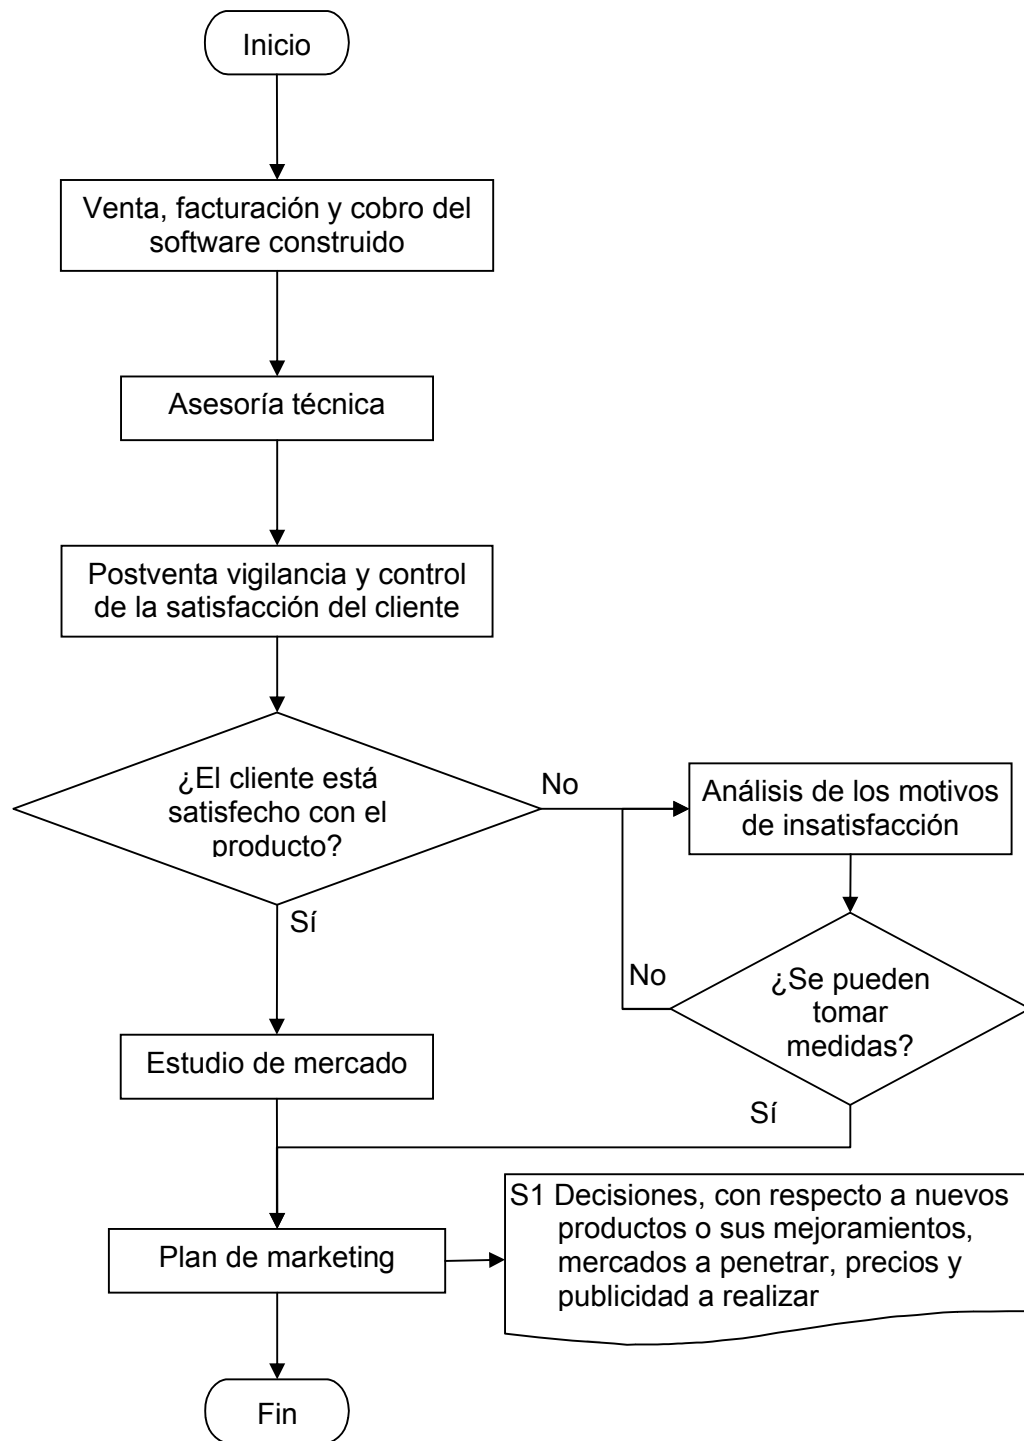 Inicio
Venta, facturación y cobro del
software construido
Asesoría técnica
Postventa vigilancia y control
de la satisfacción del cliente
¿El cliente está
satisfecho con el
producto?
No
Análisis de los motivos
de insatisfacción
Sí
No
¿Se pueden
tomar
medidas?
Estudio de mercado
Sí
S1 Decisiones, con respecto a nuevos
productos o sus mejoramientos,
mercados a penetrar, precios y
publicidad a realizar
Plan de marketing
Fin